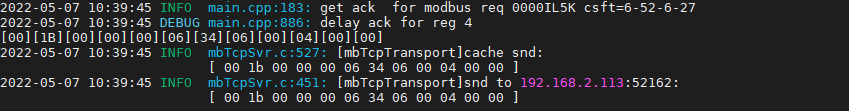 2022-05-07 10:39:45 INFO  main.cpp:183: get ack  for modbus req 0000IL5K csft=6-52-6-27
2022-05-07 10:39:45 DEBUG main.cpp:886: delay ack for reg 4
[00][1B][00][00][00][06][34][06][00][04][00][00]
2022-05-07 10:39:45 INFO  mbTcpSvr.c:527: [mbTcpTransport]cache snd:
[ 00 1b 00 00 00 06 34 06 00 04 00 00 ]
2022-05-07 10:39:45 INFO  mbTcpSvr.c:451: [mbTcpTransport]snd to 192.168.2.113:52162:
[ 00 1b 00 00 00 06 34 06 00 04 00 00 ]